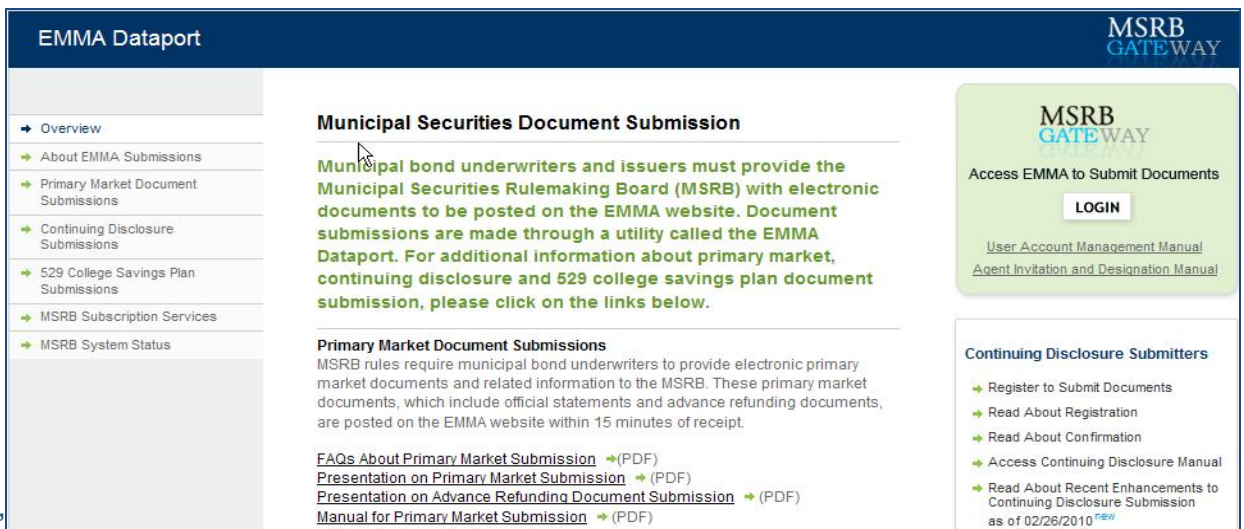 EMMA Dataport
MSRB
GATEWAY
Overview
About EMMA Submissions
Primary Market Document
Submissions
Continuing Disclosure
Submissions
529 College Savings Plan
Submissions
MSRB Subscription Services
MSRB System Status
Municipal Securities Document Submission
Municipal bond underwriters and issuers must provide the
Municipal Securities Rulemaking Board (MSRB) with electronic
documents to be posted on the EMMA website. Document
submissions are made through a utility called the EMMA
Dataport. For additional information about primary market,
continuing disclosure and 529 college savings plan document
submission, please click on the links below.
Primary Market Document Submissions
MSRB rules require municipal bond underwriters to provide electronic primary
market documents and related information to the MSRB. These primary market
documents, which include official statements and advance refunding documents,
are posted on the EMMA website within 15 minutes of receipt.
FAQs About Primary Market Submission (PDF)
Presentation on Primary Market Submission (PDF)
Presentation on Advance Refunding Document Submission (PDF)
Manual for Primary Market Submission (PDF)
MSRB
GATEWAY
Access EMMA to Submit Documents
LOGIN
User Account Management Manual
Agent Invitation and Designation Manual
Continuing Disclosure Submitters
Register to Submit Documents
Read About Registration
Read About Confirmation
Access Continuing Disclosure Manual
Read About Recent Enhancements to
Continuing Disclosure Submission
as of 02/26/2010 new